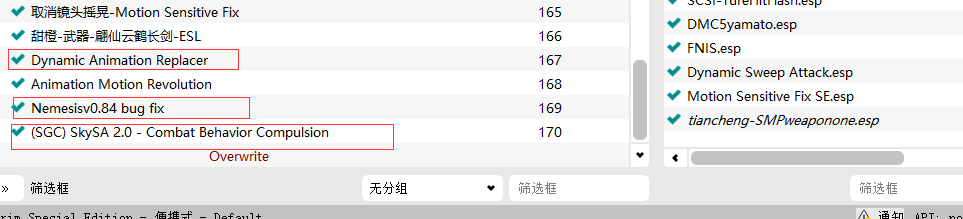 取消镜头摇晃-Motion Sensitive Fix 165
甜橙-武器-翩仙云鹤长剑-ESL 166
Dynamic Animation Replacer 167
Animation Motion Revolution 168
Nemesisv0.84 bug fix 169
(SGC) SkySA 2.0 - Combat Behavior Compulsion 170
Overwrite
SCSI-TureHitFlash.esp
DMC5yamato.esp
FNIS.esp
Dynamic Sweep Attack.esp
Motion Sensitive Fix SE.esp
tiancheng-SMPweaponone.esp
» 筛选框 无分组 筛选框 筛选框
rim Special Edition - 便携式 - Default 通知 API: